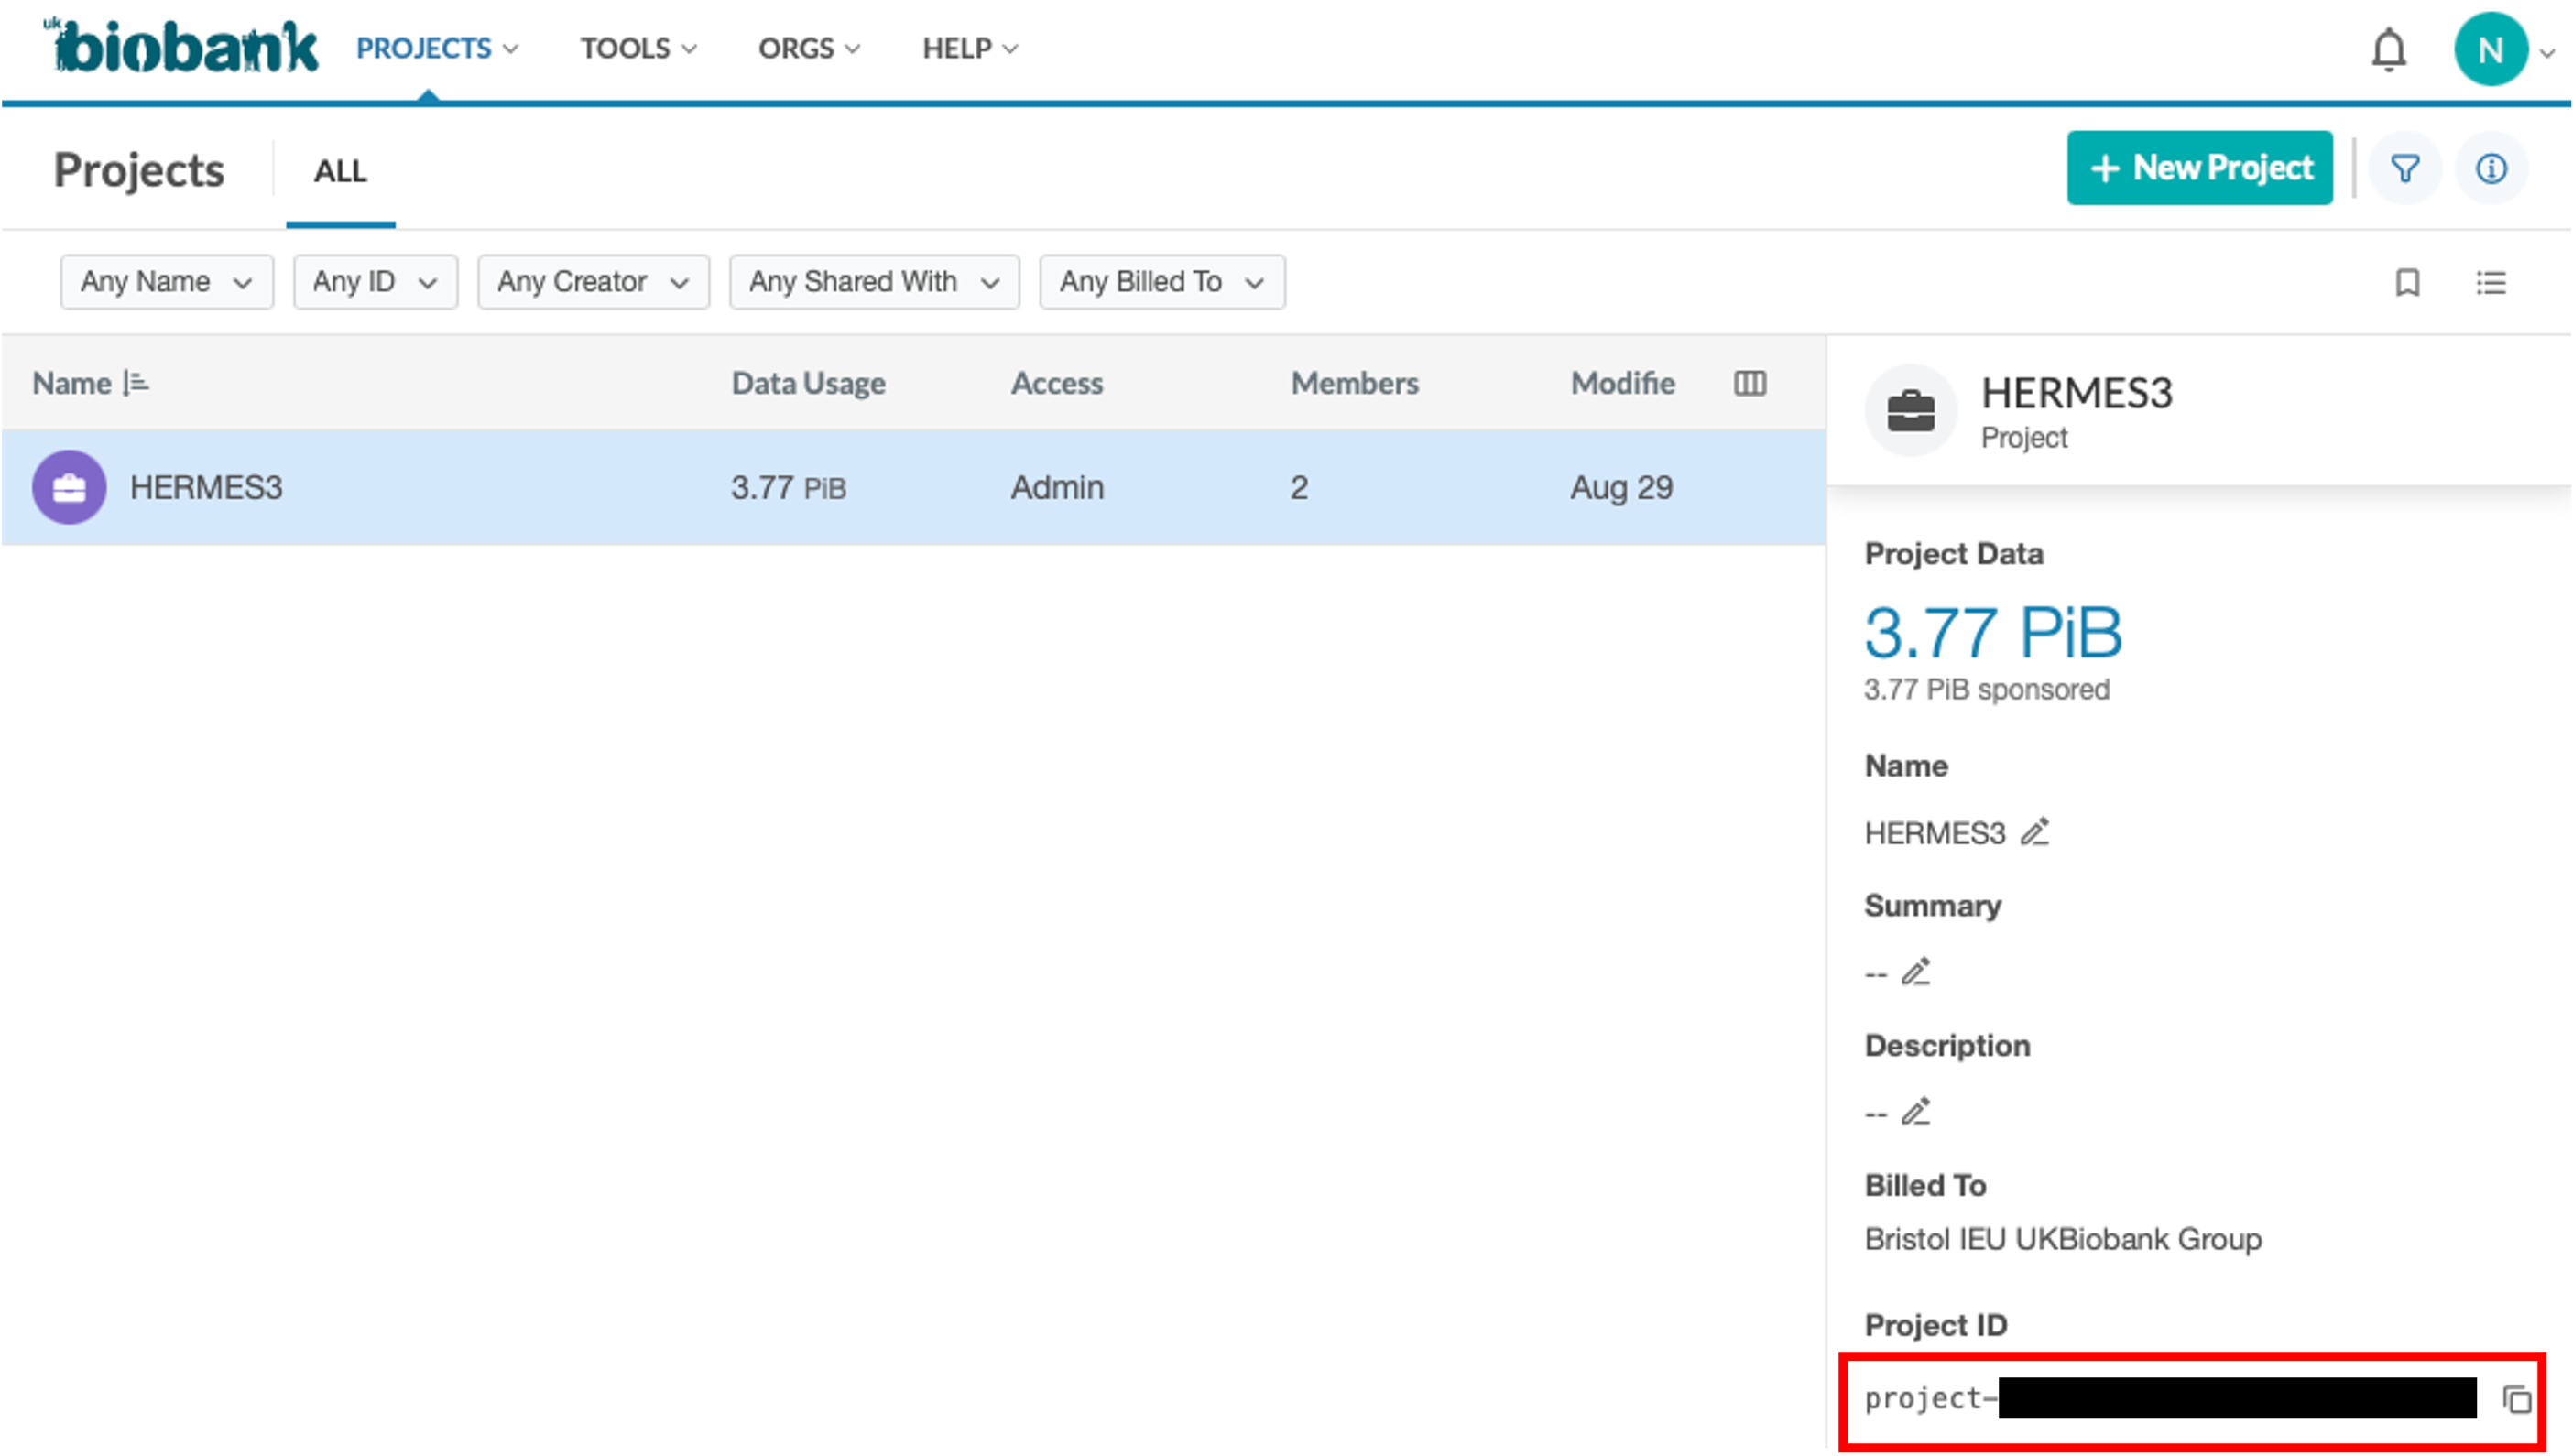 uk biobank PROJECTS TOOLS ORGS HELP N
Projects ALL + New Project
Any Name Any ID Any Creator Any Shared With Any Billed To
Name Data Usage Access Members Modifie
HERMES3 3.77 PiB Admin 2 Aug 29
HERMES3
Project
Project Data
3.77 PiB
3.77 PiB sponsored
Name
HERMES3
Summary
--
Description
--
Billed To
Bristol IEU UKBiobank Group
Project ID
project-